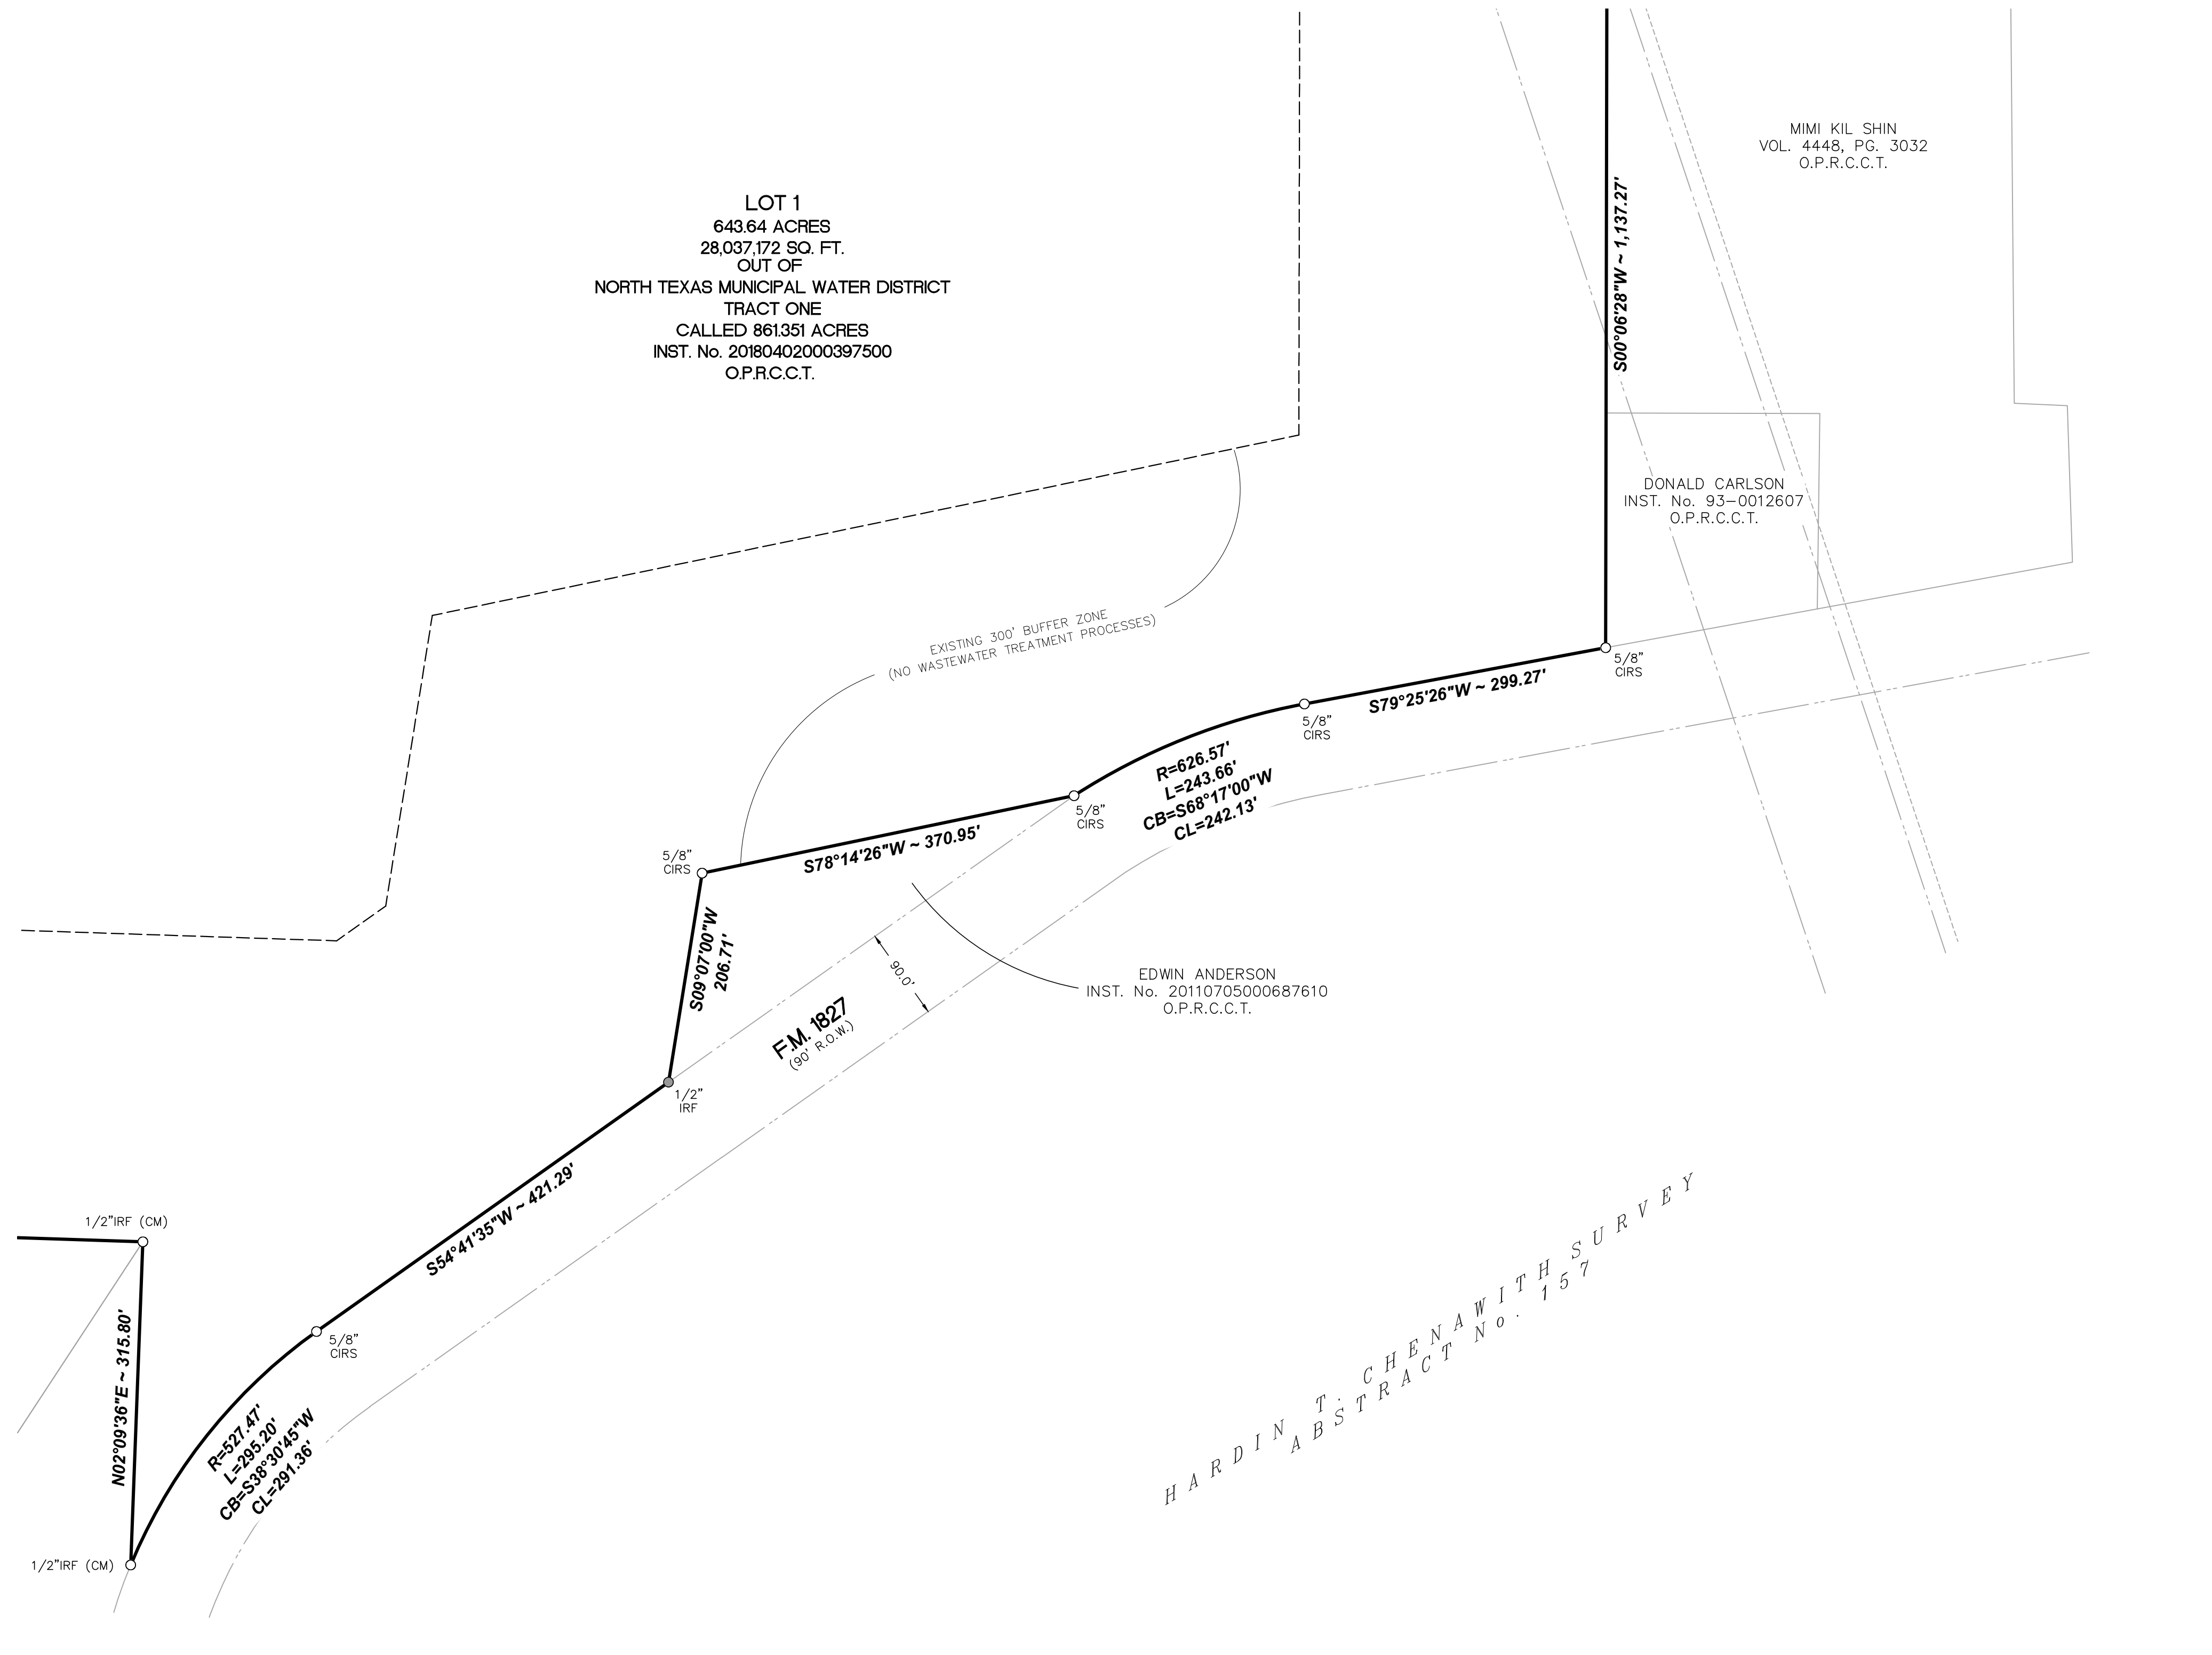 MIMI KIL SHIN
VOL. 4448, PG. 3032
O.P.R.C.C.T.
LOT 1
643.64 ACRES
28,037,172 SQ. FT.
OUT OF
NORTH TEXAS MUNICIPAL WATER DISTRICT
TRACT ONE
CALLED 861.351 ACRES
INST. No. 20180402000397500
O.P.R.C.C.T.
S00°06'28"W ~ 1,137.27'
DONALD CARLSON
INST. No. 93-0012607
O.P.R.C.C.T.
EXISTING 300' BUFFER ZONE
(NO WASTEWATER TREATMENT PROCESSES)
5/8"
CIRS
S79°25'26"W ~ 299.27'
5/8"
CIRS
R=626.57'
L=243.66'
CB=S68°17'00"W
CL=242.13'
5/8"
CIRS
S78°14'26"W ~ 370.95'
5/8"
CIRS
S09°07'00"W
206.71'
90.0'
EDWIN ANDERSON
INST. No. 20110705000687610
O.P.R.C.C.T.
F.M. 1827
(90' R.O.W.)
1/2"
IRF
S54°41'35"W ~ 421.29'
1/2"IRF (CM)
N02°09'36"E ~ 315.80'
5/8"
CIRS
R=527.47'
L=295.20'
CB=S38°30'45"W
CL=291.36'
1/2"IRF (CM)
HARDIN T. CHENAWITH SURVEY
ABSTRACT No. 157